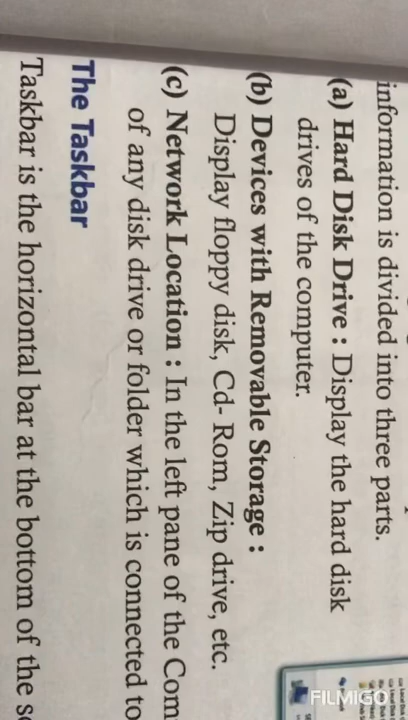 information is divided into three parts.
(a) Hard Disk Drive : Display the hard disk
drives of the computer.
(b) Devices with Removable Storage :
Display floppy disk, Cd- Rom, Zip drive, etc.
(c) Network Location : In the left pane of the Com
of any disk drive or folder which is connected to
The Taskbar
Taskbar is the horizontal bar at the bottom of the
FILMiGO